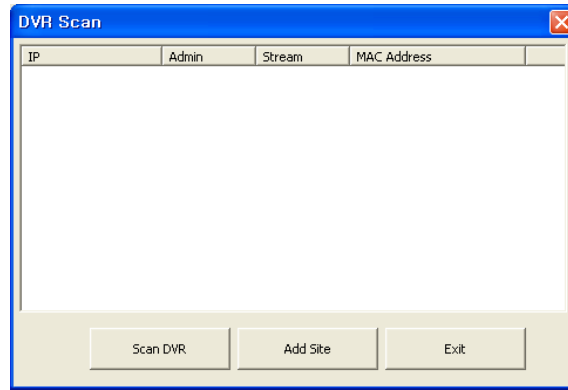 DVR Scan
IP Admin Stream MAC Address
Scan DVR Add Site Exit